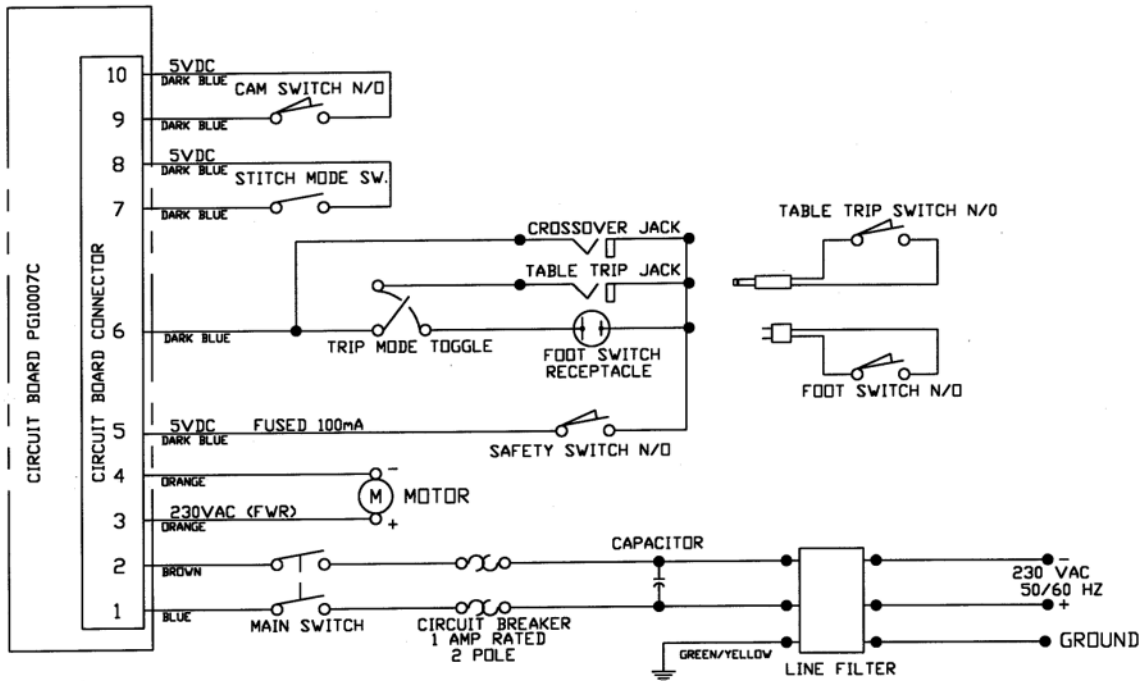 CIRCUIT BOARD PG10007C
CIRCUIT BOARD CONNECTOR
10
5VDC
DARK BLUE
CAM SWITCH N/O
9
DARK BLUE
8
5VDC
DARK BLUE
STITCH MODE SW.
7
DARK BLUE
CROSSOVER JACK
TABLE TRIP SWITCH N/O
TABLE TRIP JACK
6
DARK BLUE
TRIP MODE TOGGLE
FOOT SWITCH
RECEPTACLE
FOOT SWITCH N/O
5
5VDC
DARK BLUE
FUSED 100mA
SAFETY SWITCH N/O
4
ORANGE
-
M
MOTOR
3
230VAC (FWR)
ORANGE
+
2
BROWN
CAPACITOR
-
230 VAC
50/60 HZ
+
1
BLUE
MAIN SWITCH
CIRCUIT BREAKER
1 AMP RATED
2 POLE
GREEN/YELLOW
LINE FILTER
GROUND